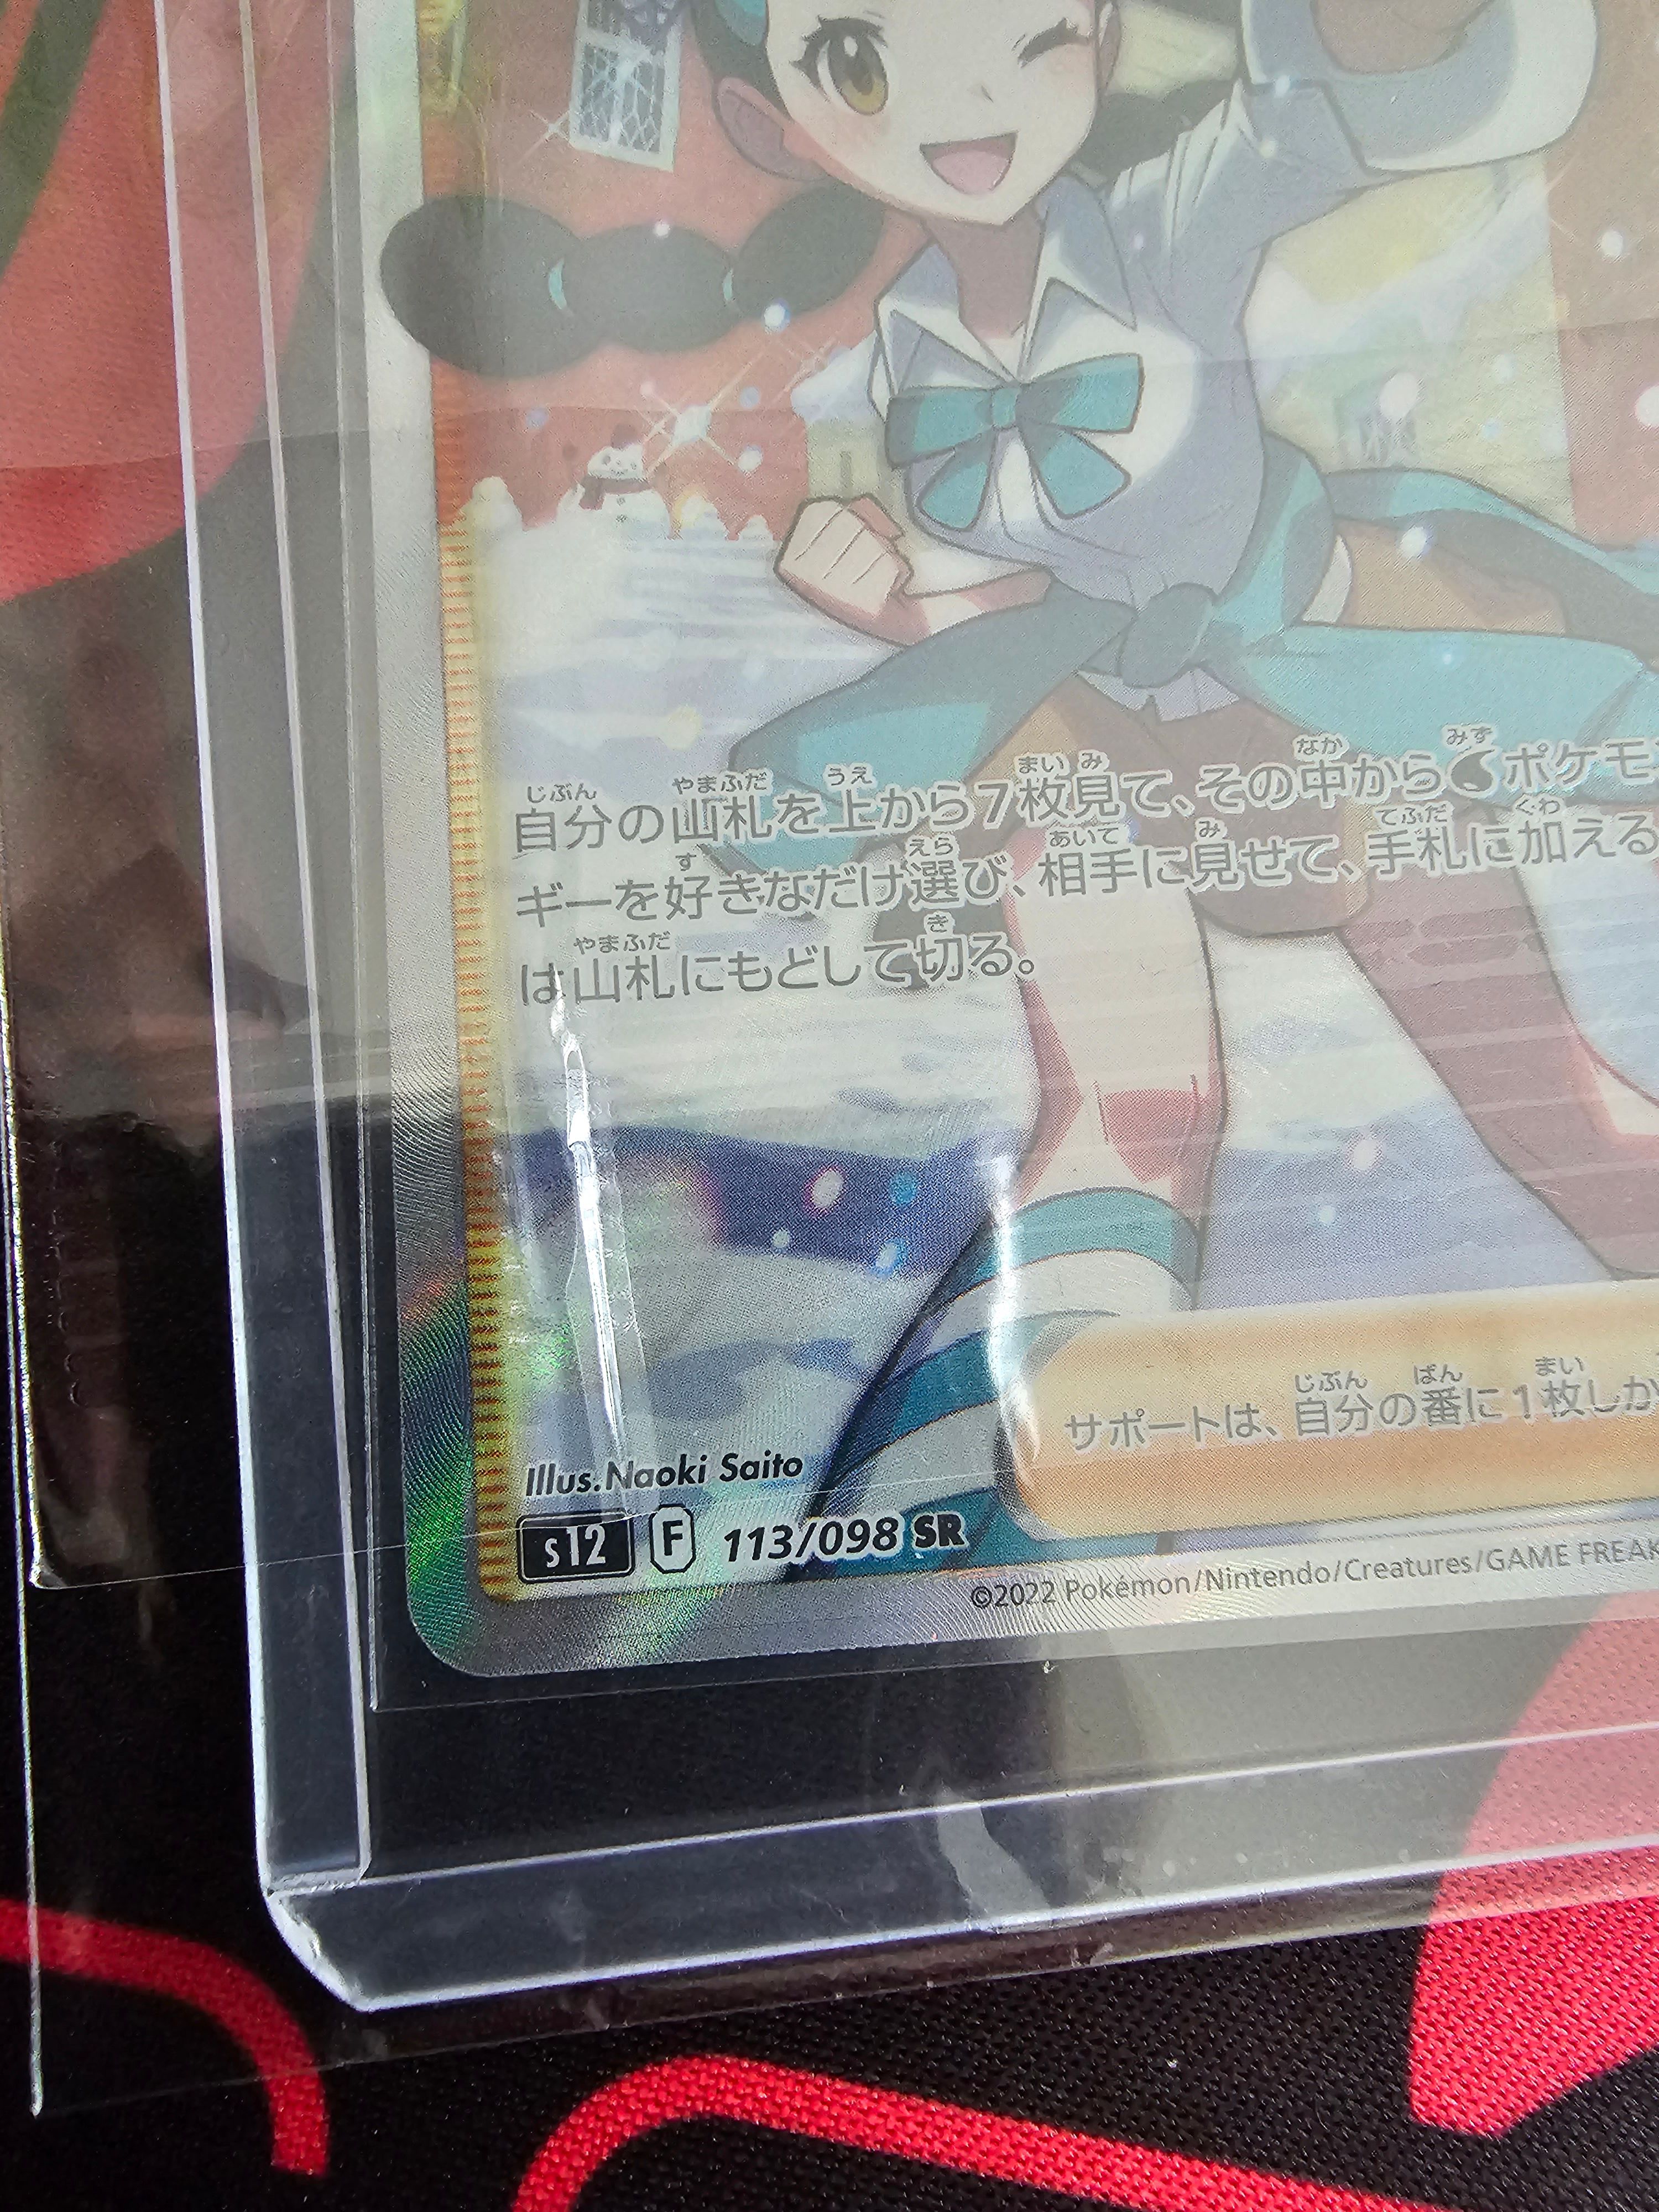 自分の山札を上から7枚見て、その中からポケモ
ギーを好きなだけ選び、相手に見せて、手札に加える
は山札にもどして切る。
サポートは、自分の番に1枚しか
Illus.Naoki Saito
s12 F 113/098 SR
©2022 Pokémon/Nintendo/Creatures/GAME FREAK